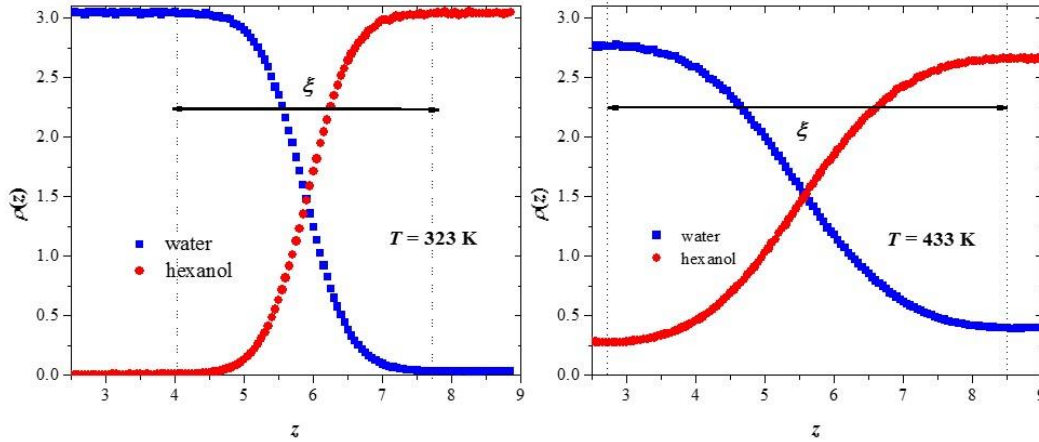 3.0
2.5
2.0
1.5
1.0
0.5
0.0
ρ(z)
ξ
water
hexanol
T = 323 K
3 4 5 6 7 8 9
z
3.0
2.5
2.0
1.5
1.0
0.5
0.0
ρ(z)
ξ
water
hexanol
T = 433 K
3 4 5 6 7 8 9
z